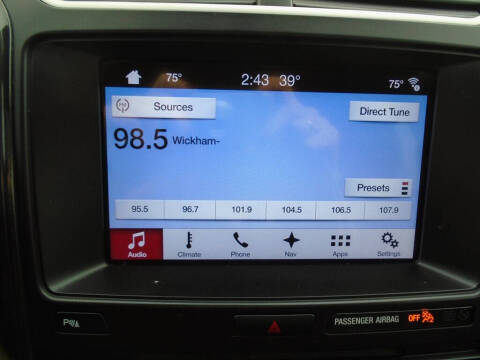 75° 2:43 39° 75°
FM Sources Direct Tune
98.5 Wickham-
Presets
95.5 96.7 101.9 104.5 106.5 107.9
Audio Climate Phone Nav Apps Settings
P PASSENGER AIRBAG OFF